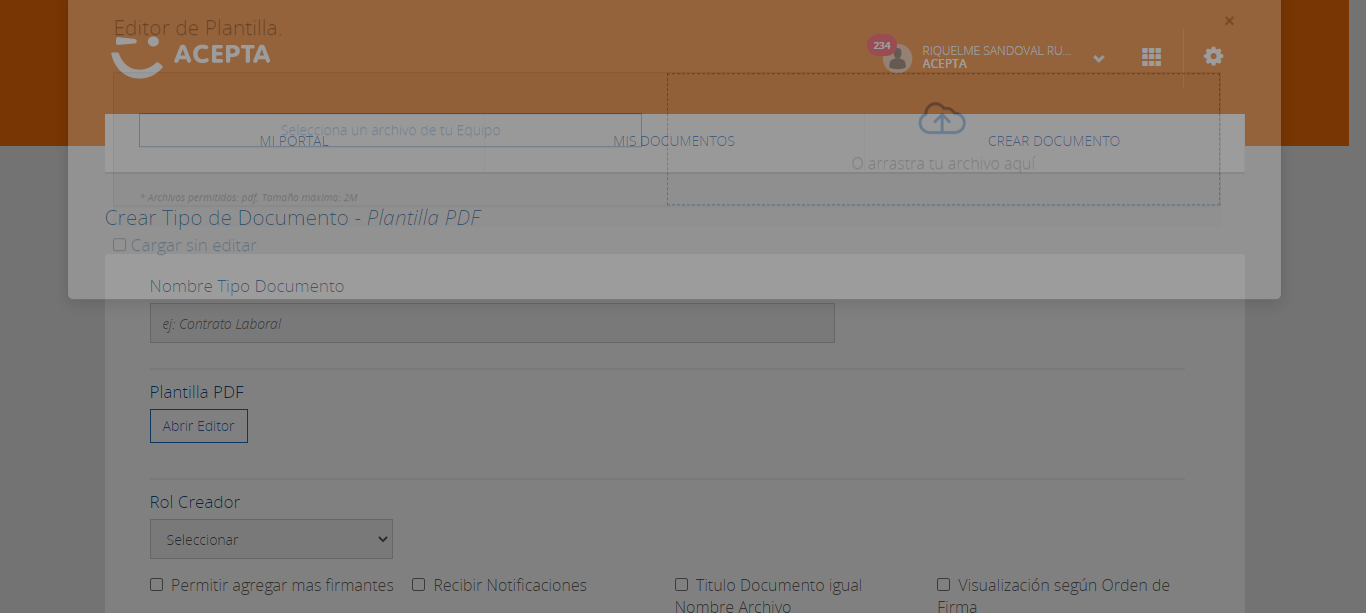 Editor de Plantilla.
×
ACEPTA
234
RIQUELME SANDOVAL RU...
ACEPTA
Selecciona un archivo de tu Equipo
MI PORTAL
MIS DOCUMENTOS
CREAR DOCUMENTO
O arrastra tu archivo aquí
* Archivos permitidos: pdf. Tamaño máximo: 2M
Crear Tipo de Documento - Plantilla PDF
Cargar sin editar
Nombre Tipo Documento
ej: Contrato Laboral
Plantilla PDF
Abrir Editor
Rol Creador
Seleccionar
Permitir agregar mas firmantes
Recibir Notificaciones
Titulo Documento igual
Nombre Archivo
Visualización según Orden de
Firma